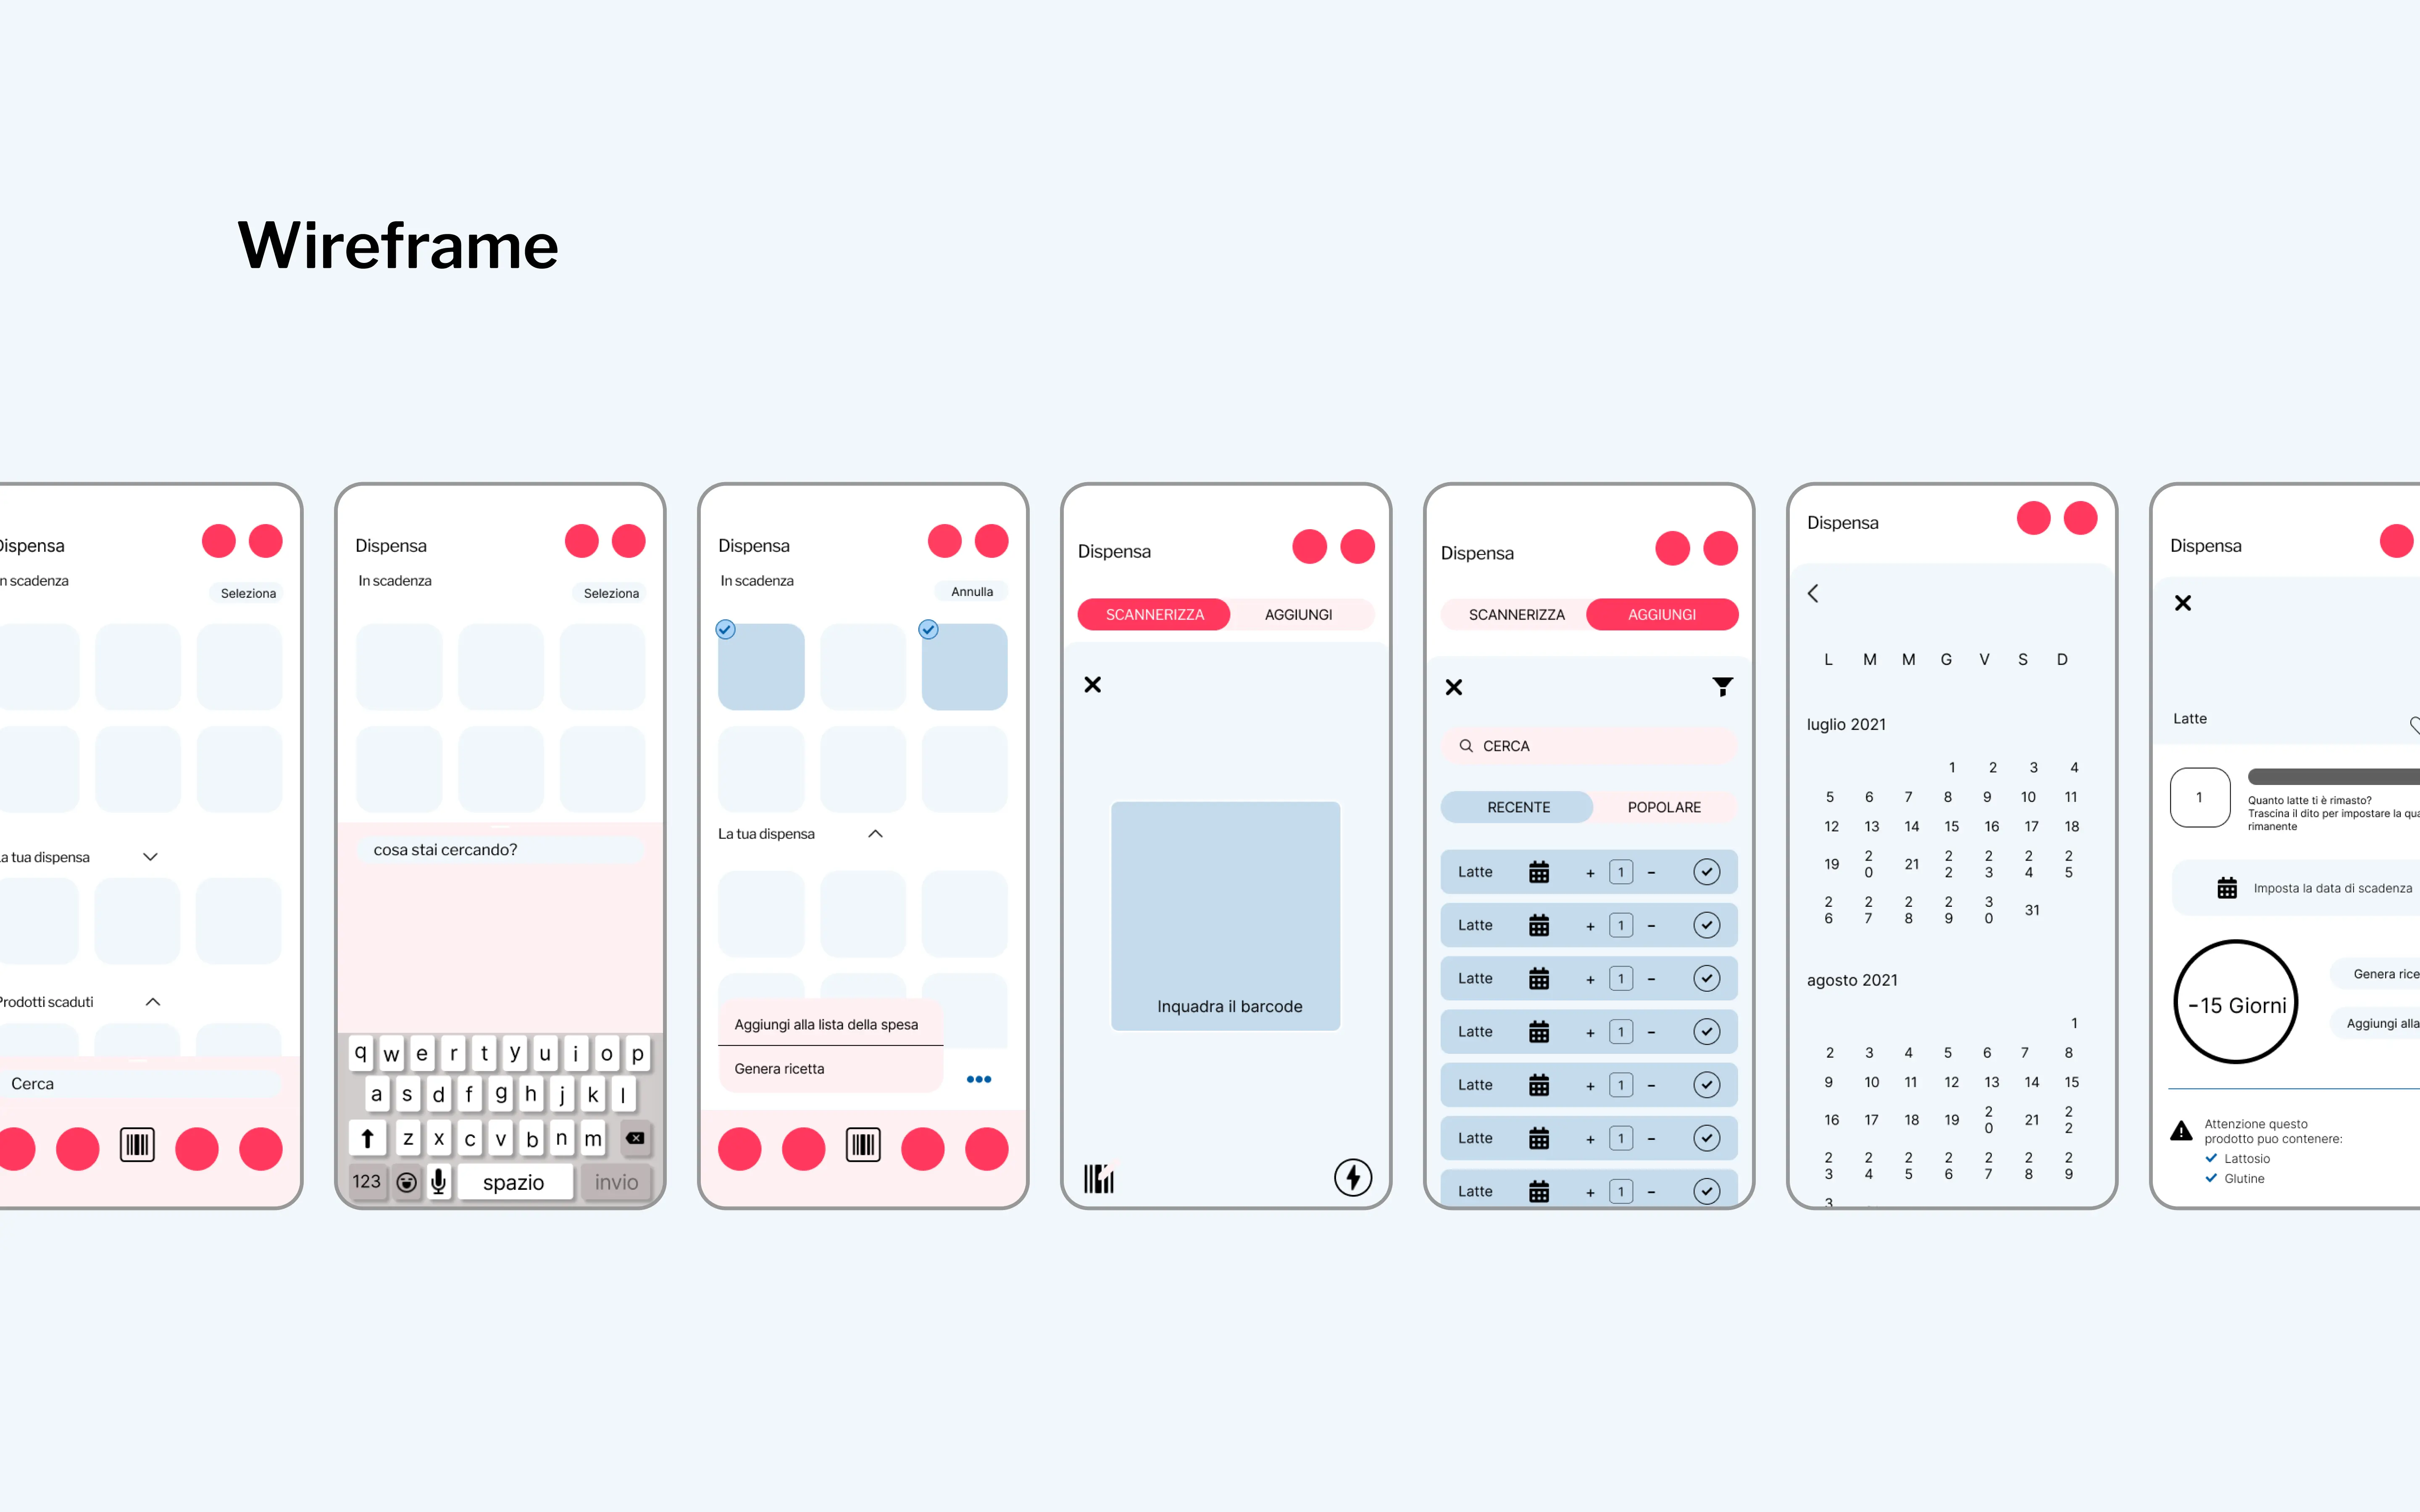 Wireframe
Dispensa
In scadenza
Seleziona
La tua dispensa
Prodotti scaduti
Cerca
Dispensa
In scadenza
Seleziona
cosa stai cercando?
q w e r t y u i o p
a s d f g h j k l
z x c v b n m
123 spazio invio
Dispensa
In scadenza
Annulla
La tua dispensa
Aggiungi alla lista della spesa
Genera ricetta
Dispensa
SCANNERIZZA AGGIUNGI
Inquadra il barcode
Dispensa
SCANNERIZZA AGGIUNGI
CERCA
RECENTE POPOLARE
Latte + 1 -
Latte + 1 -
Latte + 1 -
Latte + 1 -
Latte + 1 -
Latte + 1 -
Latte + 1 -
Dispensa
L M M G V S D
luglio 2021
1 2 3 4
5 6 7 8 9 10 11
12 13 14 15 16 17 18
19 20 21 22 23 24 25
26 27 28 29 30 31
agosto 2021
1
2 3 4 5 6 7 8
9 10 11 12 13 14 15
16 17 18 19 20 21 22
23 24 25 26 27 28 29
3
Dispensa
Latte
1
Quanto latte ti è rimasto?
Trascina il dito per impostare la qua
rimanente
Imposta la data di scadenza
-15 Giorni
Genera rice
Aggiungi alla
Attenzione questo
prodotto puo contenere:
Lattosio
Glutine